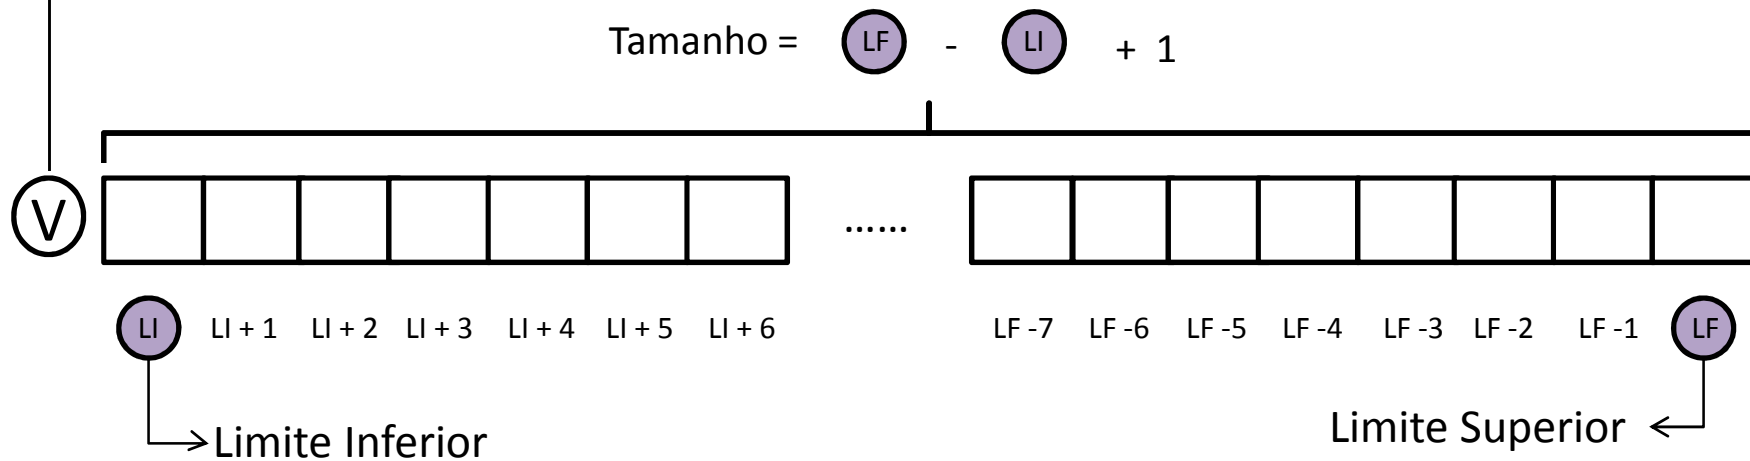 Tamanho = LF - LI + 1
V ......
LI LI + 1 LI + 2 LI + 3 LI + 4 LI + 5 LI + 6 LF -7 LF -6 LF -5 LF -4 LF -3 LF -2 LF -1 LF
Limite Inferior Limite Superior